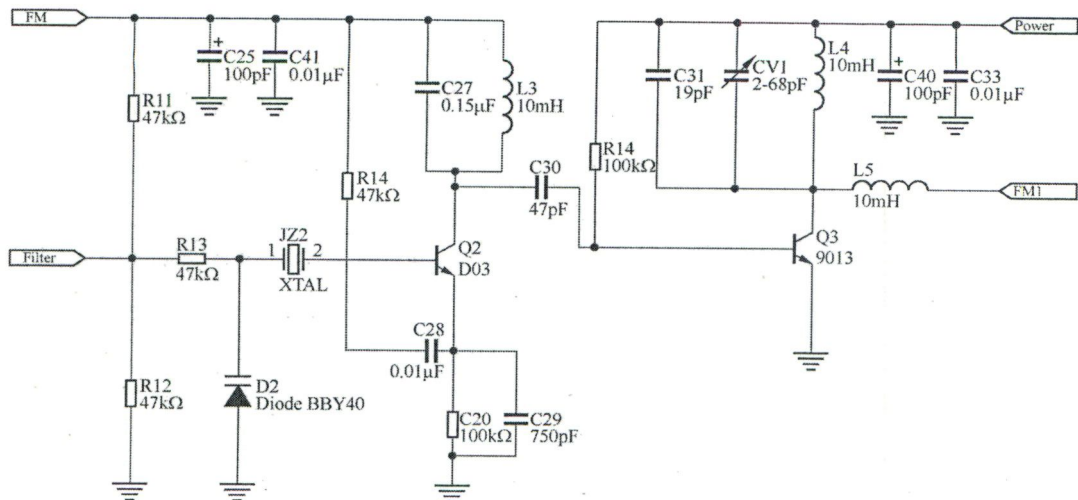 FM
Power
C25
100pF
C41
0.01μF
C27
0.15μF
L3
10mH
C31
19pF
CV1
2-68pF
L4
10mH
C40
100pF
C33
0.01μF
R11
47kΩ
R14
47kΩ
C30
47pF
R14
100kΩ
L5
10mH
FM1
Filter
R13
47kΩ
1
JZ2
2
XTAL
Q2
D03
Q3
9013
C28
0.01μF
R12
47kΩ
D2
Diode BBY40
C20
100kΩ
C29
750pF